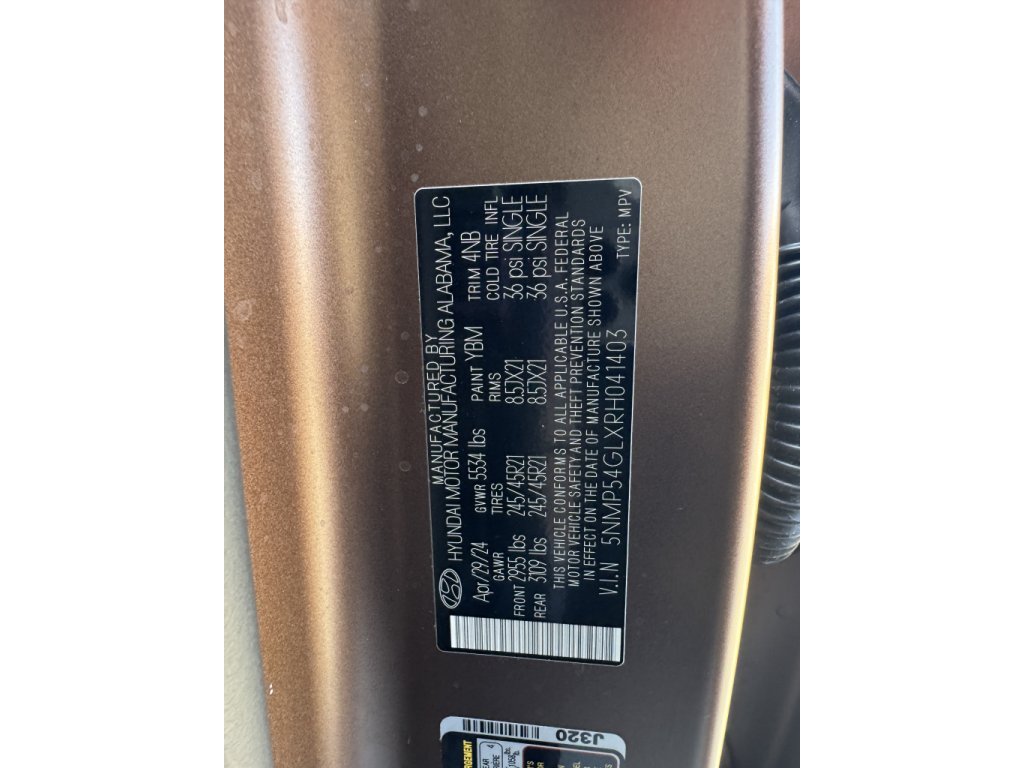 MANUFACTURED BY
HYUNDAI MOTOR MANUFACTURING ALABAMA, LLC
Apr/29/24 GVWR 5534 lbs PAINT YBM TRIM 4NB
GAWR TIRES RIMS COLD TIRE INFL
FRONT 2955 lbs 245/45R21 8.5JX21 36 psi SINGLE
REAR 3109 lbs 245/45R21 8.5JX21 36 psi SINGLE
THIS VEHICLE CONFORMS TO ALL APPLICABLE U.S.A. FEDERAL
MOTOR VEHICLE SAFETY AND THEFT PREVENTION STANDARDS
IN EFFECT ON THE DATE OF MANUFACTURE SHOWN ABOVE
V.I.N 5NMP54GLXRH041403 TYPE: MPV
J320